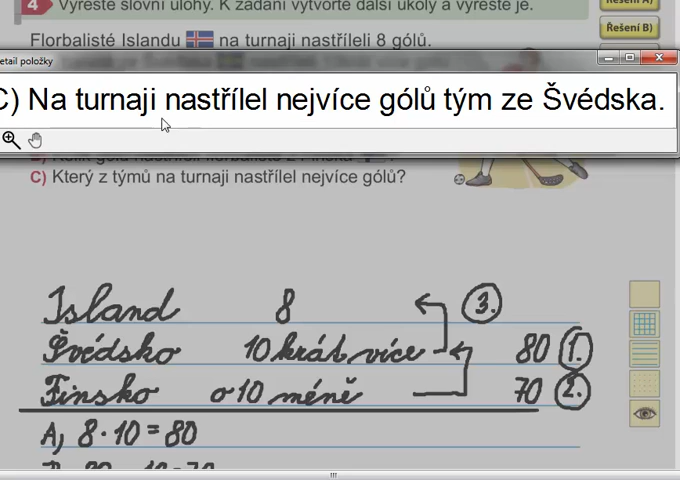 4 Vyřešte slovní úlohy. K zadání vytvořte další úkoly a vyřešte je.
Florbalisté Islandu na turnaji nastříleli 8 gólů.
Řešení B)
etail položky
C) Na turnaji nastřílel nejvíce gólů tým ze Švédska.
C) Který z týmů na turnaji nastřílel nejvíce gólů?
Island 8 3.
Švédsko 10 krát více 80 1.
Finsko o 10 méně 70 2.
A) 8 · 10 = 80